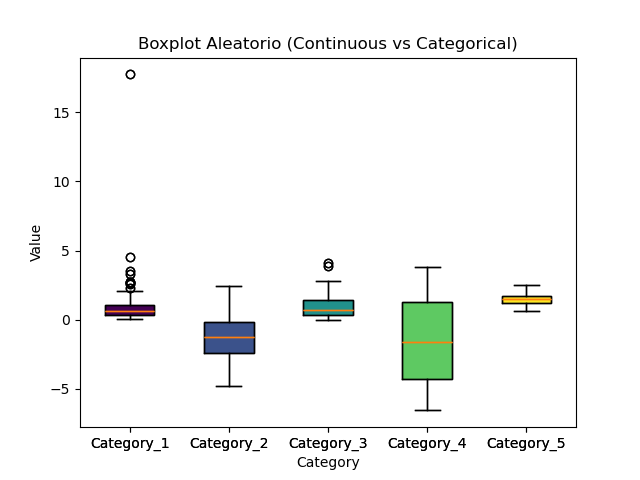 Boxplot Aleatorio (Continuous vs Categorical)
Value
15
10
5
0
−5
Category_1 Category_2 Category_3 Category_4 Category_5
Category